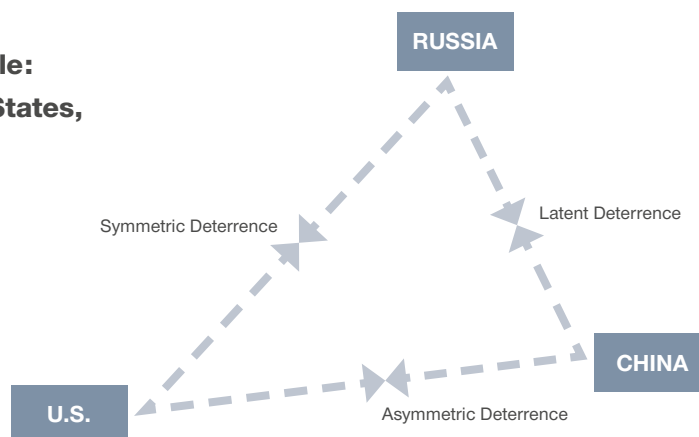 RUSSIA
le:
States,
Symmetric Deterrence
Latent Deterrence
CHINA
U.S.
Asymmetric Deterrence